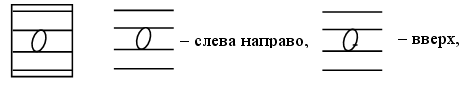 – слева направо, – вверх,